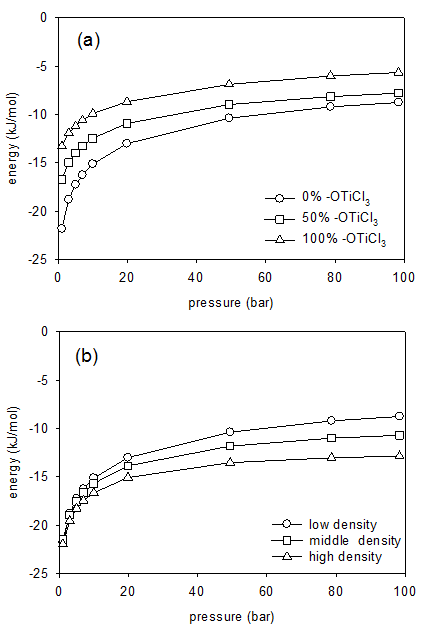 0
(a)
-5
-10
-15
-20
-25
energy (kJ/mol)
0% -OTiCl3
50% -OTiCl3
100% -OTiCl3
0 20 40 60 80 100
pressure (bar)
0
(b)
-5
-10
-15
-20
-25
energy (kJ/mol)
low density
middle density
high density
0 20 40 60 80 100
pressure (bar)